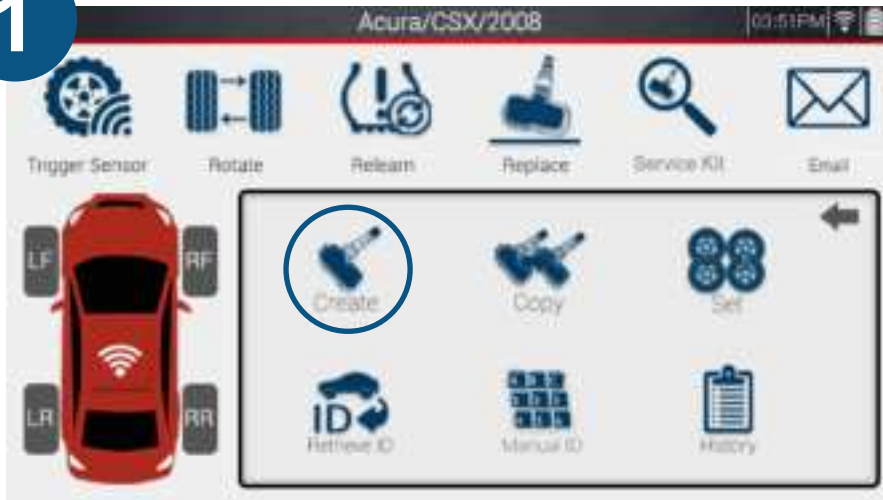 1
Acura/CSX/2008
03:51PM
Trigger Sensor
Rotate
Relearn
Replace
Service Kit
Email
LF
RF
LR
RR
Create
Copy
Set
ID
Retrieve ID
Manual ID
History